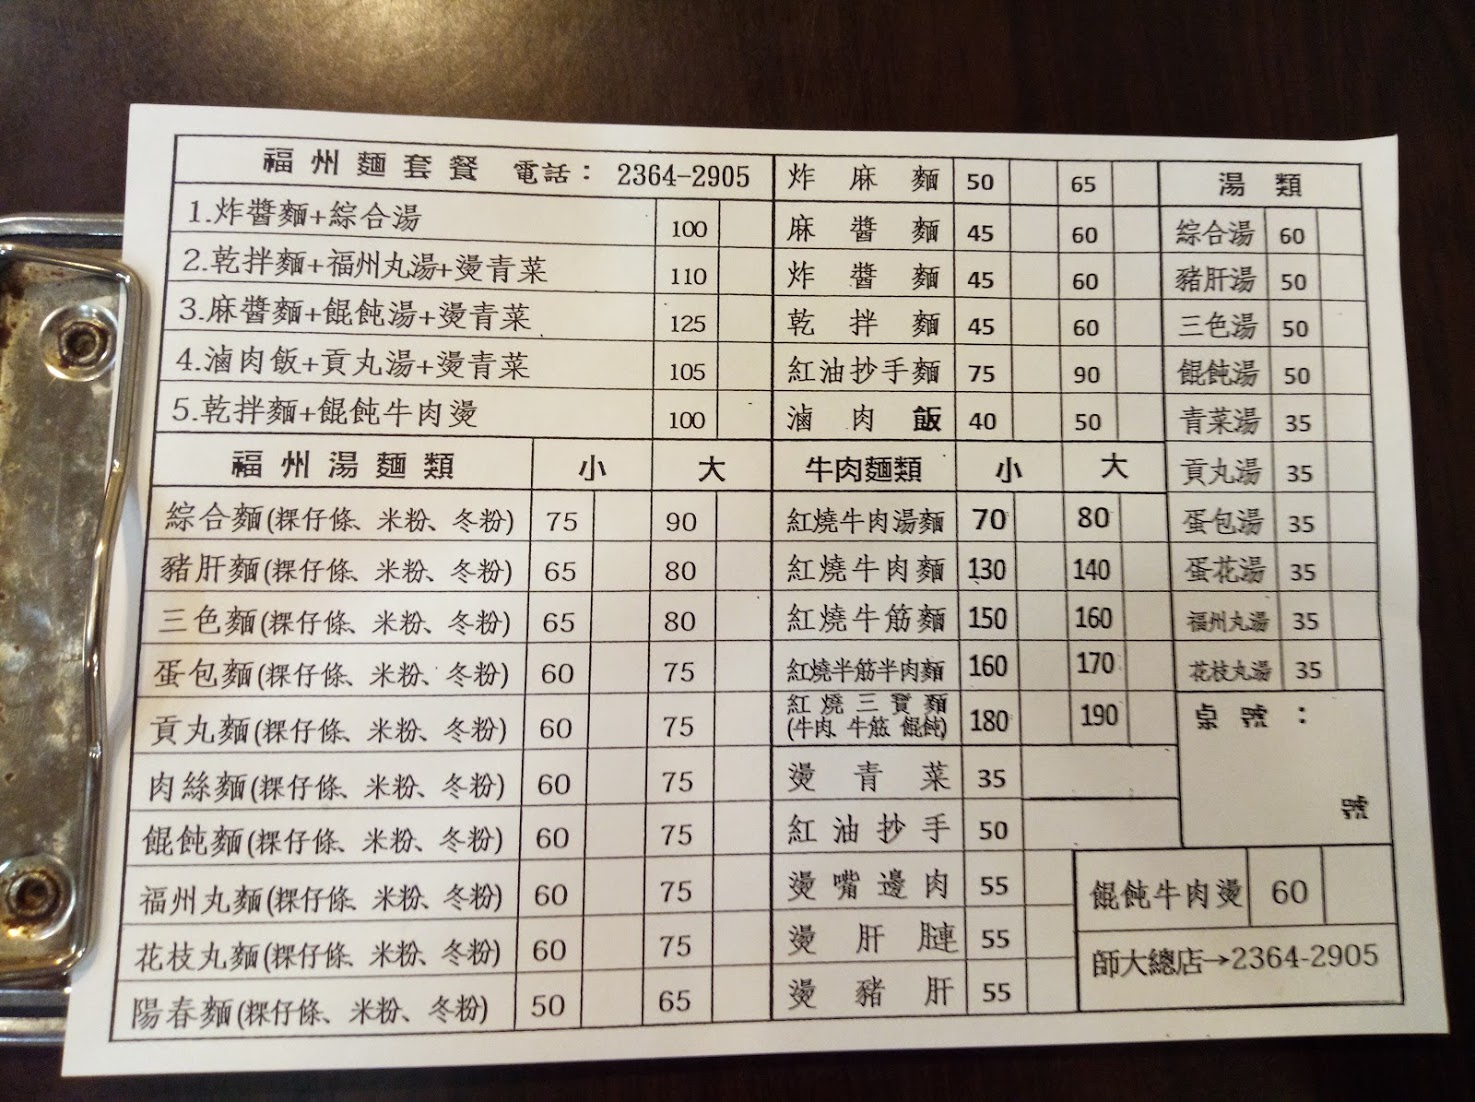 福州麵套餐 電話：2364-2905
1.炸醬麵+綜合湯 100
2.乾拌麵+福州丸湯+燙青菜 110
3.麻醬麵+餛飩湯+燙青菜 125
4.滷肉飯+貢丸湯+燙青菜 105
5.乾拌麵+餛飩牛肉燙 100
福州湯麵類 小 大
綜合麵(粿仔條、米粉、冬粉) 75 90
豬肝麵(粿仔條、米粉、冬粉) 65 80
三色麵(粿仔條、米粉、冬粉) 65 80
蛋包麵(粿仔條、米粉、冬粉) 60 75
貢丸麵(粿仔條、米粉、冬粉) 60 75
肉絲麵(粿仔條、米粉、冬粉) 60 75
餛飩麵(粿仔條、米粉、冬粉) 60 75
福州丸麵(粿仔條、米粉、冬粉) 60 75
花枝丸麵(粿仔條、米粉、冬粉) 60 75
陽春麵(粿仔條、米粉、冬粉) 50 65
炸麻麵 50 65
麻醬麵 45 60
炸醬麵 45 60
乾拌麵 45 60
紅油抄手麵 75 90
滷肉飯 40 50
牛肉麵類 小 大
紅燒牛肉湯麵 70 80
紅燒牛肉麵 130 140
紅燒牛筋麵 150 160
紅燒半筋半肉麵 160 170
紅燒三寶麵
(牛肉、牛筋、餛飩) 180 190
燙青菜 35
紅油抄手 50
燙嘴邊肉 55
燙肝膉 55
燙豬肝 55
湯類
綜合湯 60
豬肝湯 50
三色湯 50
餛飩湯 50
青菜湯 35
貢丸湯 35
蛋包湯 35
蛋花湯 35
福州丸湯 35
花枝丸湯 35
桌號：
號
餛飩牛肉燙 60
師大總店→2364-2905